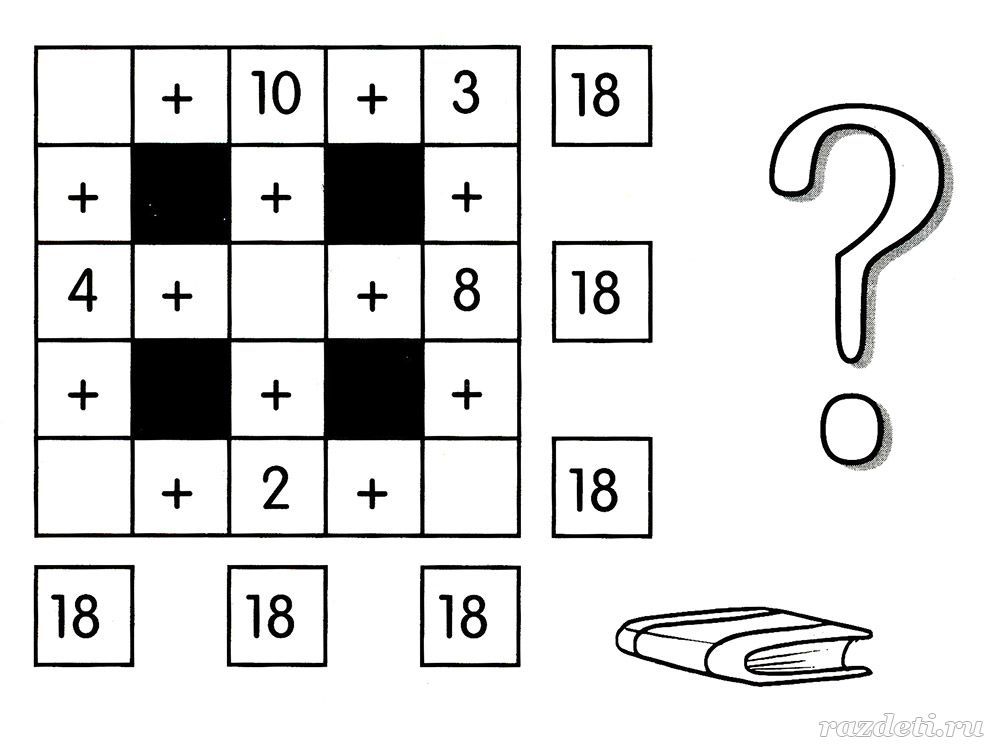 + 10 + 3 18
+ + +
4 + + 8 18
+ + +
+ 2 + 18
18 18 18
?
razdeti.ru